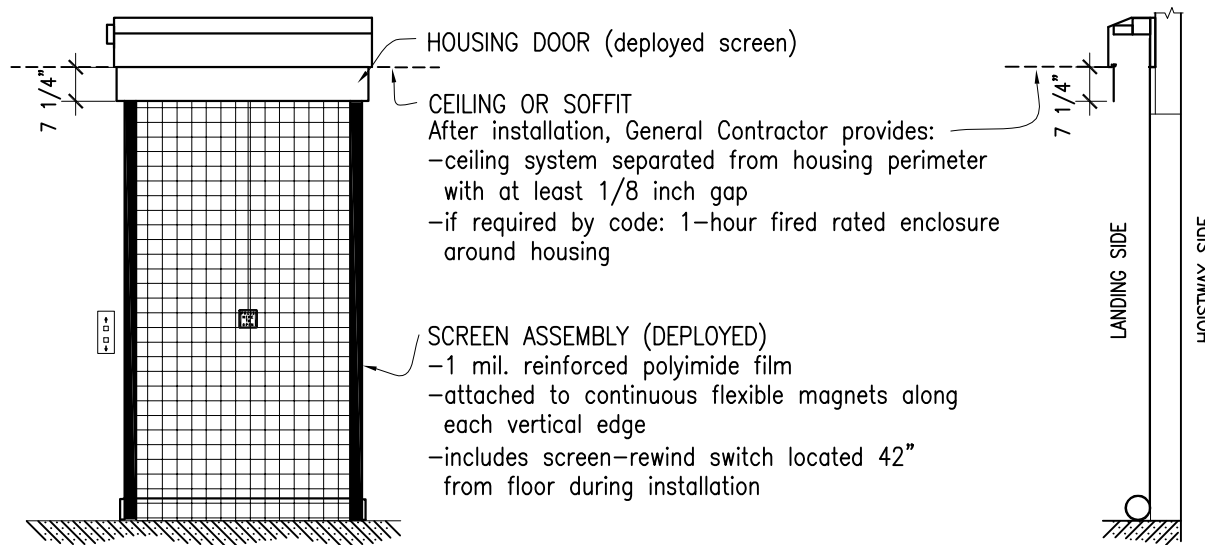 HOUSING DOOR (deployed screen)
7 1/4"
CEILING OR SOFFIT
After installation, General Contractor provides:
-ceiling system separated from housing perimeter
with at least 1/8 inch gap
-if required by code: 1-hour fired rated enclosure
around housing
SCREEN ASSEMBLY (DEPLOYED)
-1 mil. reinforced polyimide film
-attached to continuous flexible magnets along
each vertical edge
-includes screen-rewind switch located 42"
from floor during installation
7 1/4"
LANDING SIDE
HOISTWAY SIDE